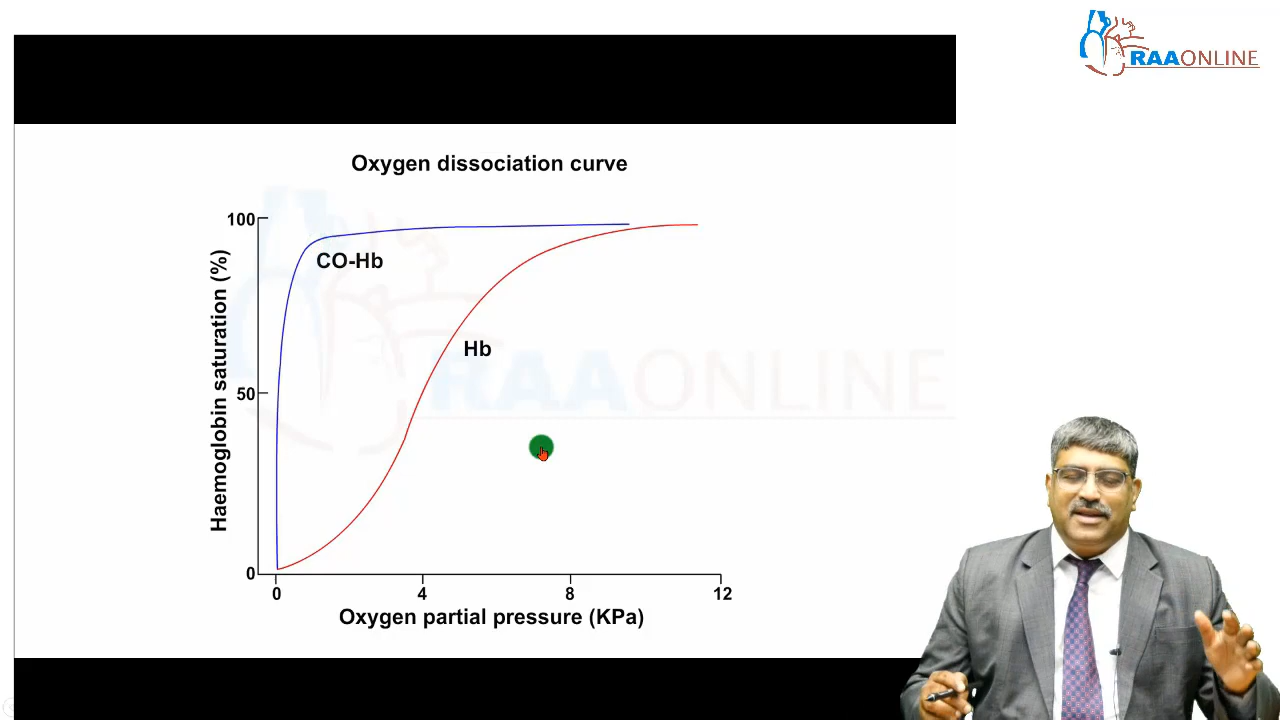 RAAONLINE
Oxygen dissociation curve
100
CO-Hb
Hb
RAAONLINE
50
0
Haemoglobin saturation (%)
0 4 8 12
Oxygen partial pressure (KPa)